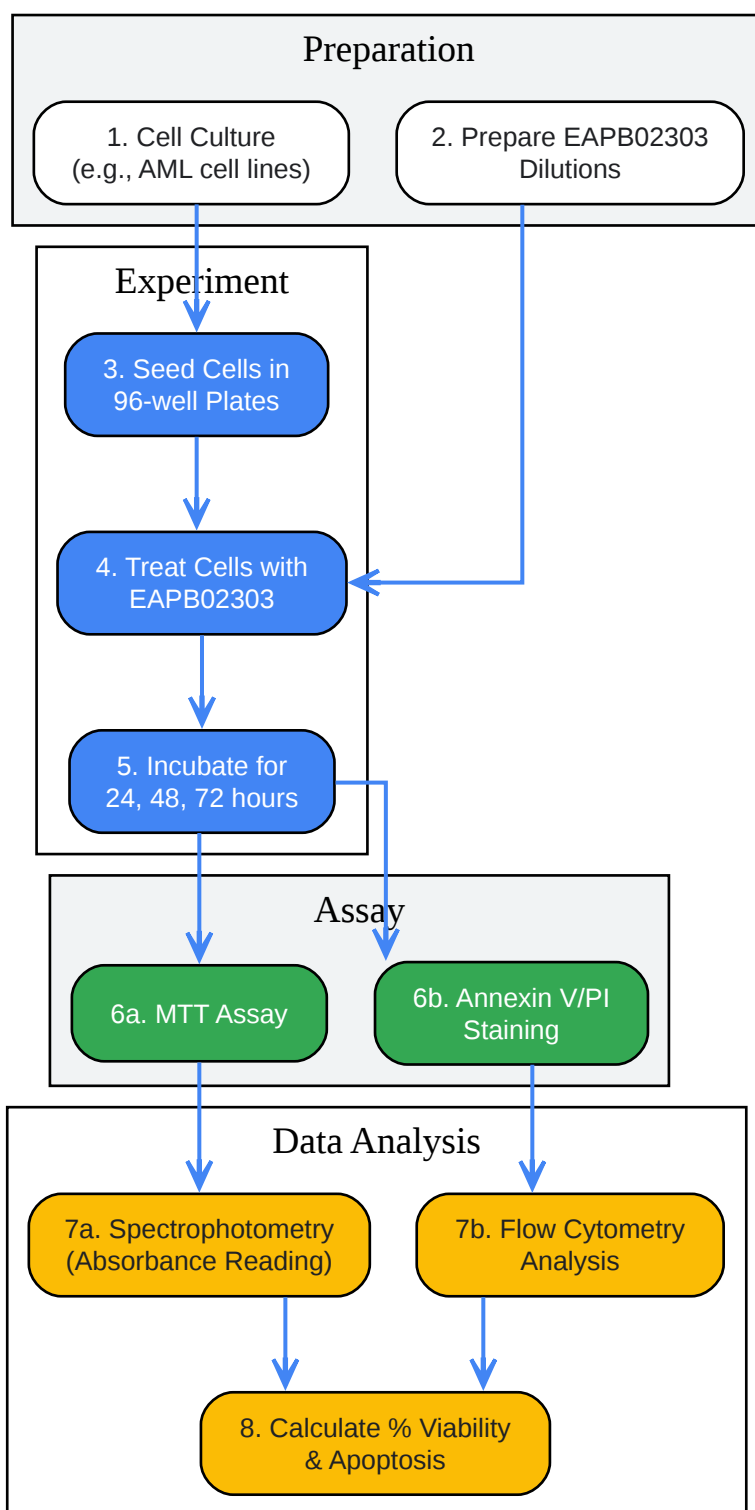 Preparation
1. Cell Culture
(e.g., AML cell lines)
2. Prepare EAPB02303
Dilutions
Experiment
3. Seed Cells in
96-well Plates
4. Treat Cells with
EAPB02303
5. Incubate for
24, 48, 72 hours
Assay
6a. MTT Assay
6b. Annexin V/PI
Staining
Data Analysis
7a. Spectrophotometry
(Absorbance Reading)
7b. Flow Cytometry
Analysis
8. Calculate % Viability
& Apoptosis